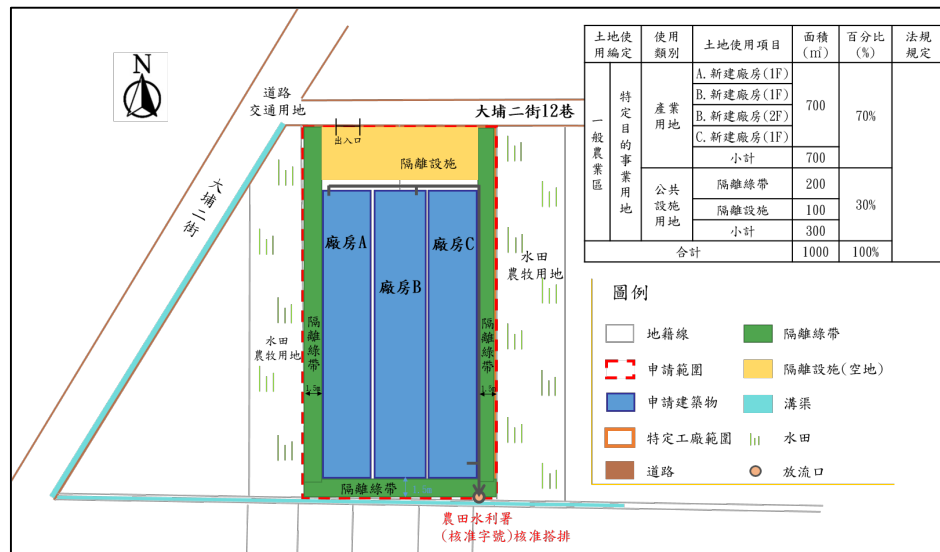 N
道路
交通用地
大埔二街12巷
大埔二街
出入口
隔離設施
廠房A
廠房B
廠房C
隔離綠帶
隔離綠帶
隔離綠帶
水田
農牧用地
水田
農牧用地
農田水利署
(核准字號)核准搭排
土地使用編定
使用類別
土地使用項目
面積(㎡)
百分比(%)
法規規定
一般農業區
特定目的事業用地
產業用地
A.新建廠房(1F)
B.新建廠房(1F)
B.新建廠房(2F)
C.新建廠房(1F)
700
70%
小計
700
公共設施用地
隔離綠帶
200
隔離設施
100
30%
小計
300
合計
1000
100%
圖例
地籍線
隔離綠帶
申請範圍
隔離設施(空地)
申請建築物
溝渠
特定工廠範圍
水田
道路
放流口